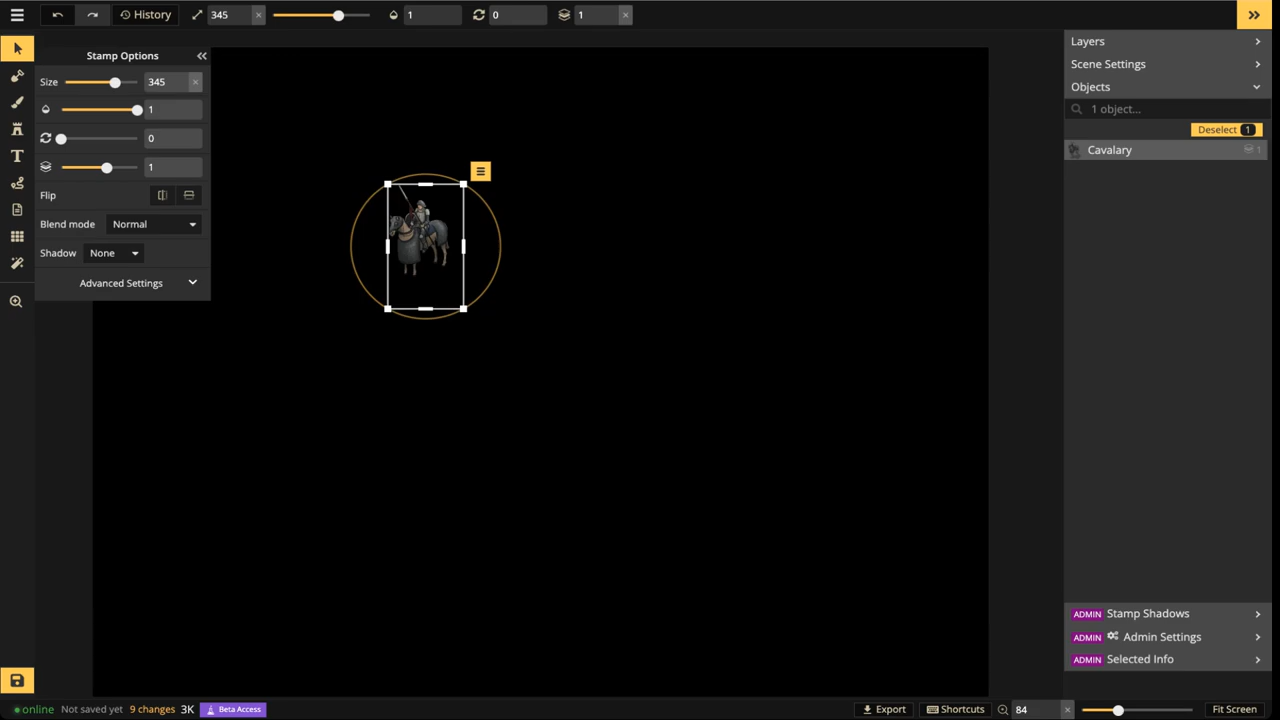 History 345 × 1 0 1 ×
Stamp Options
Size 345 ×
1
0
1
Flip
Blend mode Normal
Shadow None
Advanced Settings
Layers
Scene Settings
Objects
1 object...
Deselect 1
Cavalary 1
ADMIN Stamp Shadows
ADMIN Admin Settings
ADMIN Selected Info
online Not saved yet 9 changes 3K Beta Access Export Shortcuts 84 × Fit Screen